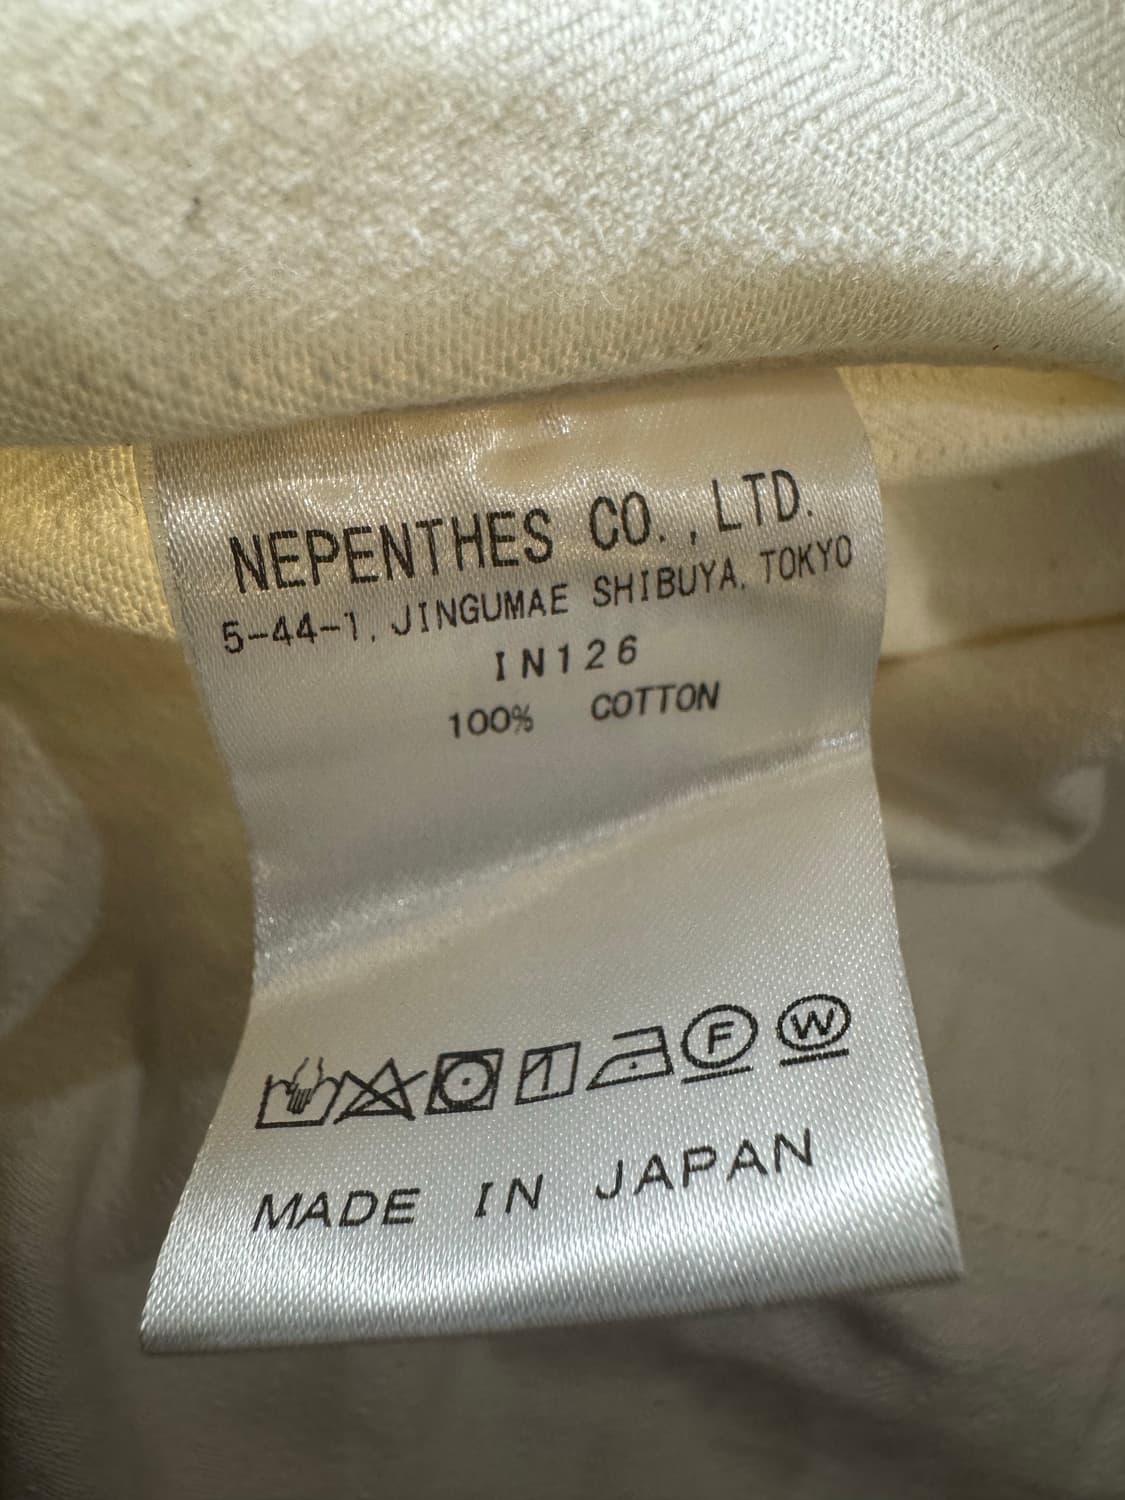 NEPENTHES CO.,LTD.
5-44-1, JINGUMAE SHIBUYA, TOKYO
IN126
100% COTTON
F W
MADE IN JAPAN